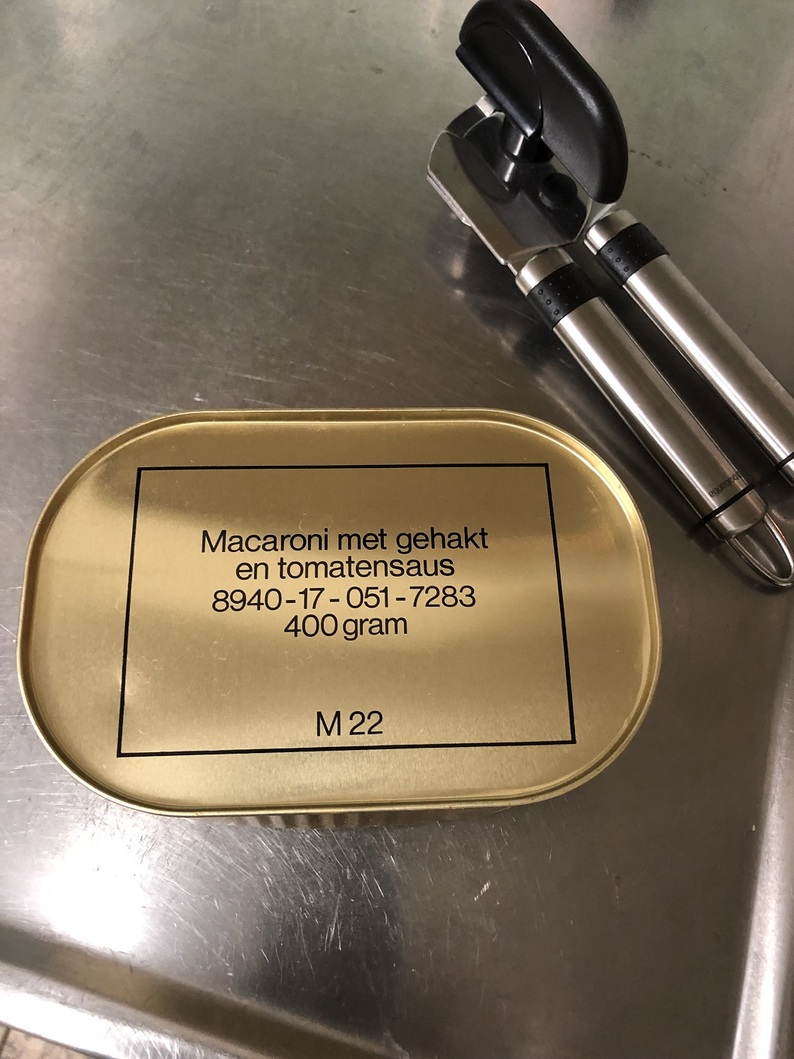 Macaroni met gehakt
en tomatensaus
8940-17-051-7283
400 gram
M 22